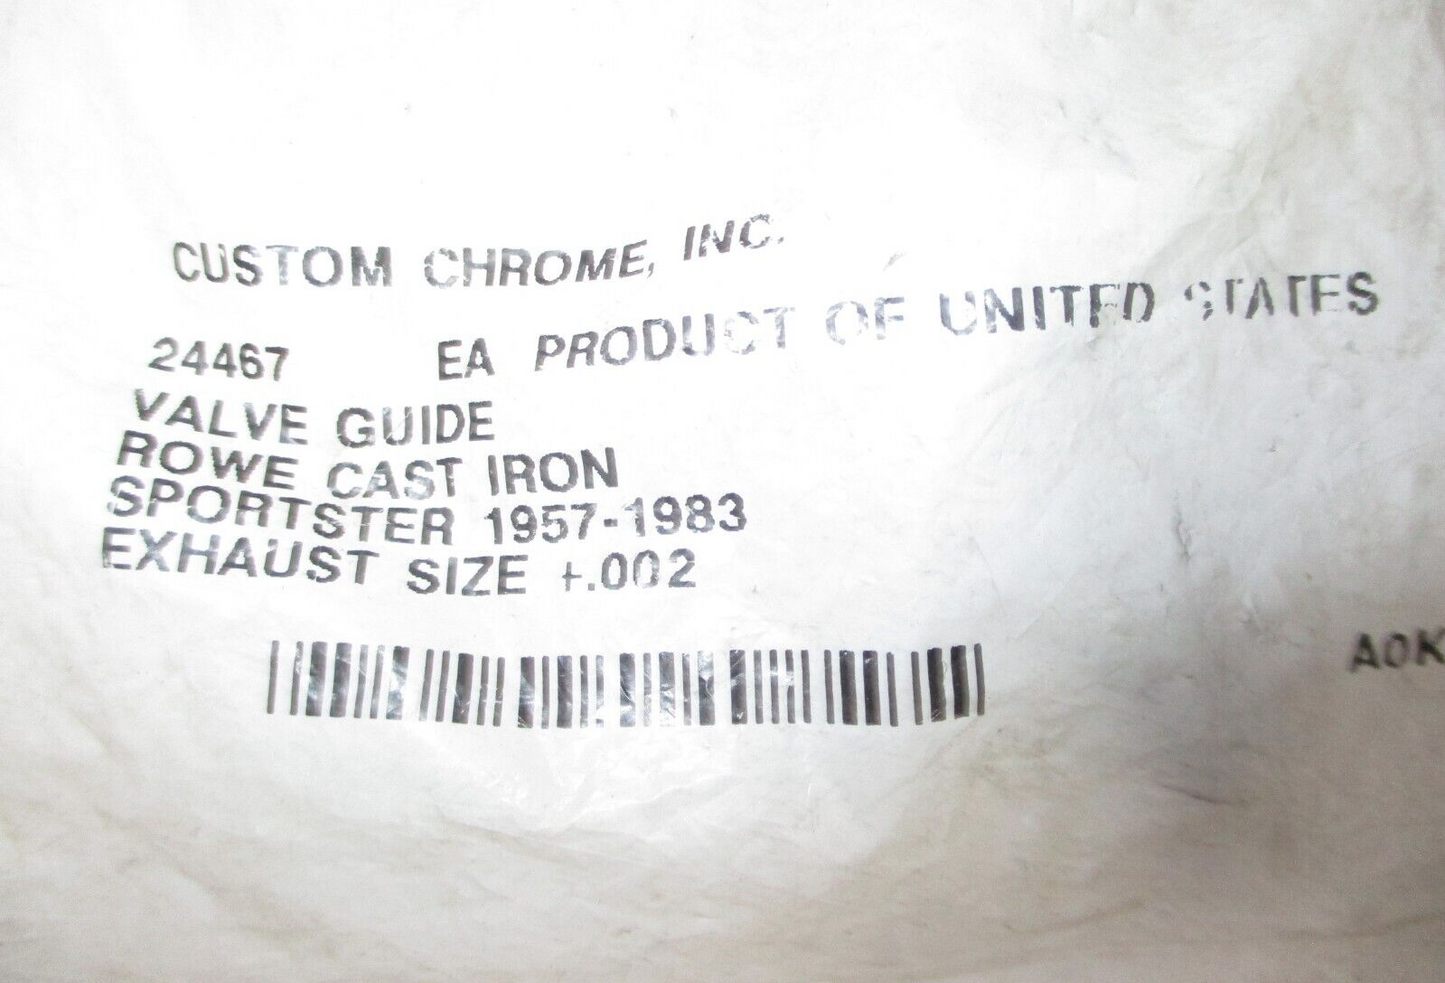 CUSTOM CHROME, INC.
24467 EA PRODUCT OF UNITED STATES
VALVE GUIDE
ROWE CAST IRON
SPORTSTER 1957-1983
EXHAUST SIZE +.002
AOK